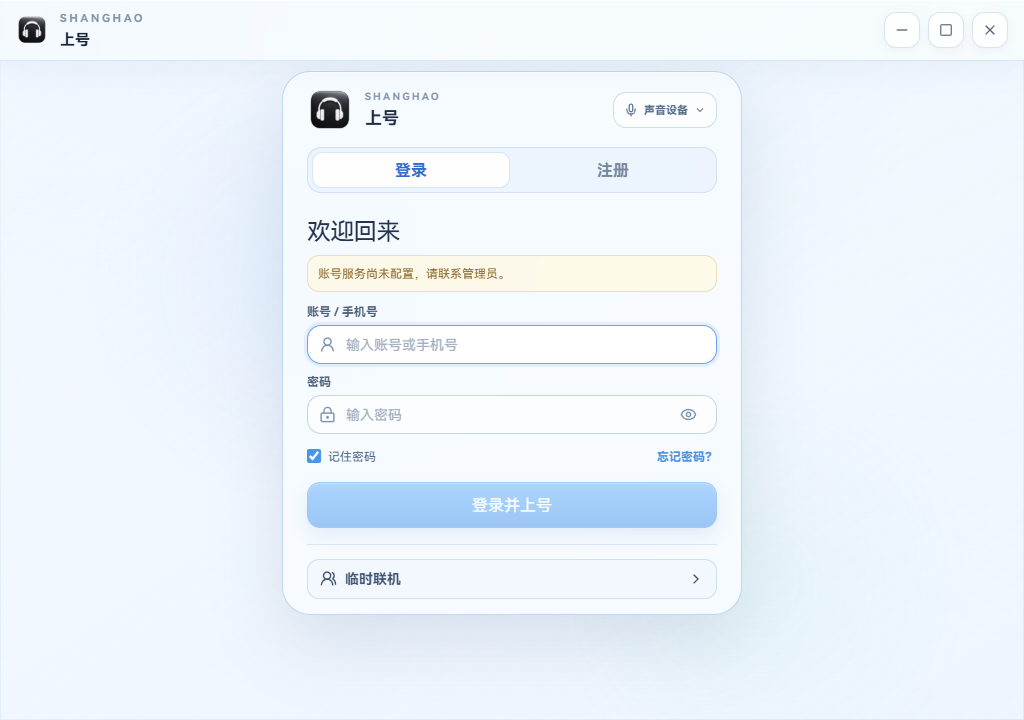 SHANGHAO
上号
SHANGHAO
上号
声音设备
登录
注册
欢迎回来
账号服务尚未配置，请联系管理员。
账号 / 手机号
输入账号或手机号
密码
输入密码
记住密码
忘记密码?
登录并上号
临时联机